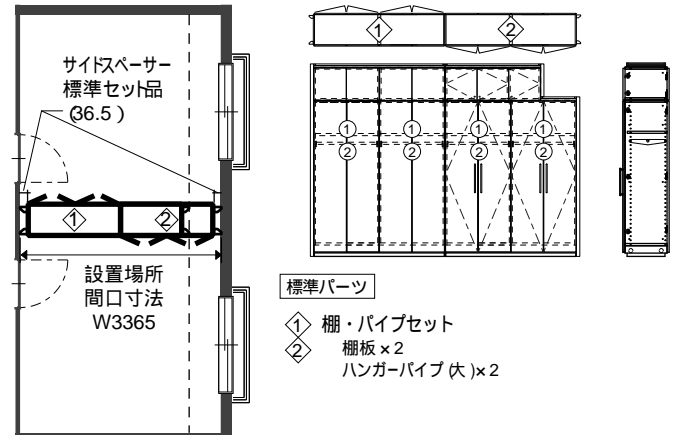 サイドスペーサー
標準セット品
(36.5)
1
2
設置場所
間口寸法
W3365
1
2
1
1
1
1
2
2
2
2
標準パーツ
1 棚・パイプセット
2 棚板×2
ハンガーパイプ(大)×2